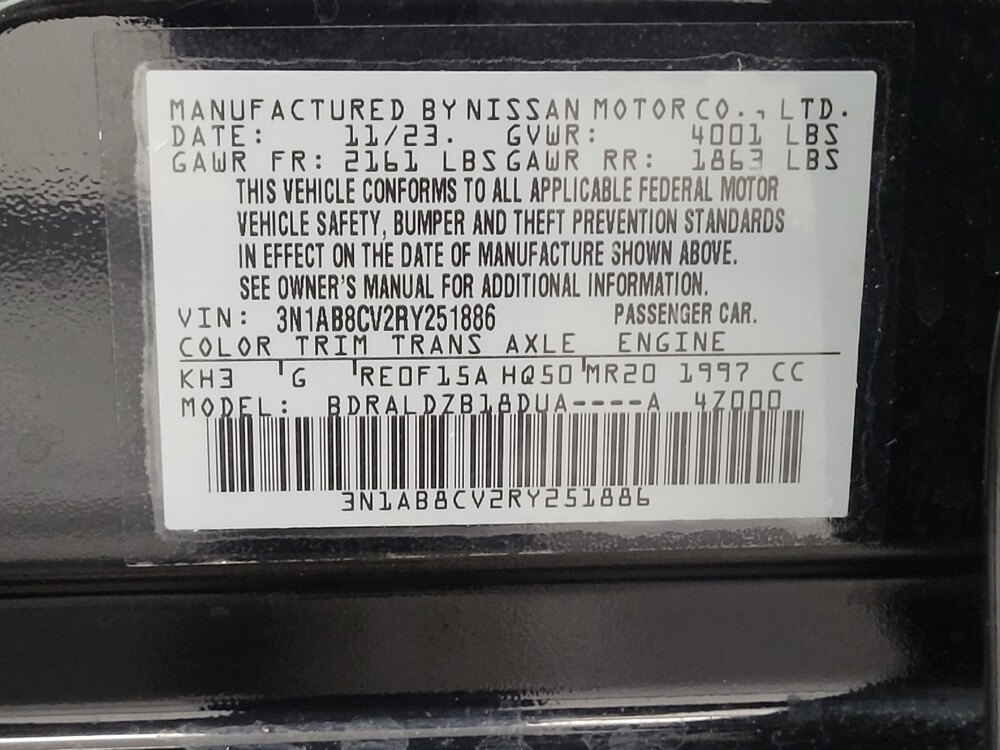 MANUFACTURED BY NISSAN MOTOR CO., LTD.
DATE: 11/23. GVWR: 4001 LBS
GAWR FR: 2161 LBS GAWR RR: 1863 LBS
THIS VEHICLE CONFORMS TO ALL APPLICABLE FEDERAL MOTOR
VEHICLE SAFETY, BUMPER AND THEFT PREVENTION STANDARDS
IN EFFECT ON THE DATE OF MANUFACTURE SHOWN ABOVE.
SEE OWNER'S MANUAL FOR ADDITIONAL INFORMATION.
VIN: 3N1AB8CV2RY251886 PASSENGER CAR.
COLOR TRIM TRANS AXLE ENGINE
KH3 G RE0F15A HQ50 MR20 1997 CC
MODEL: BDRALDZB18DUA----A 4Z000
3N1AB8CV2RY251886